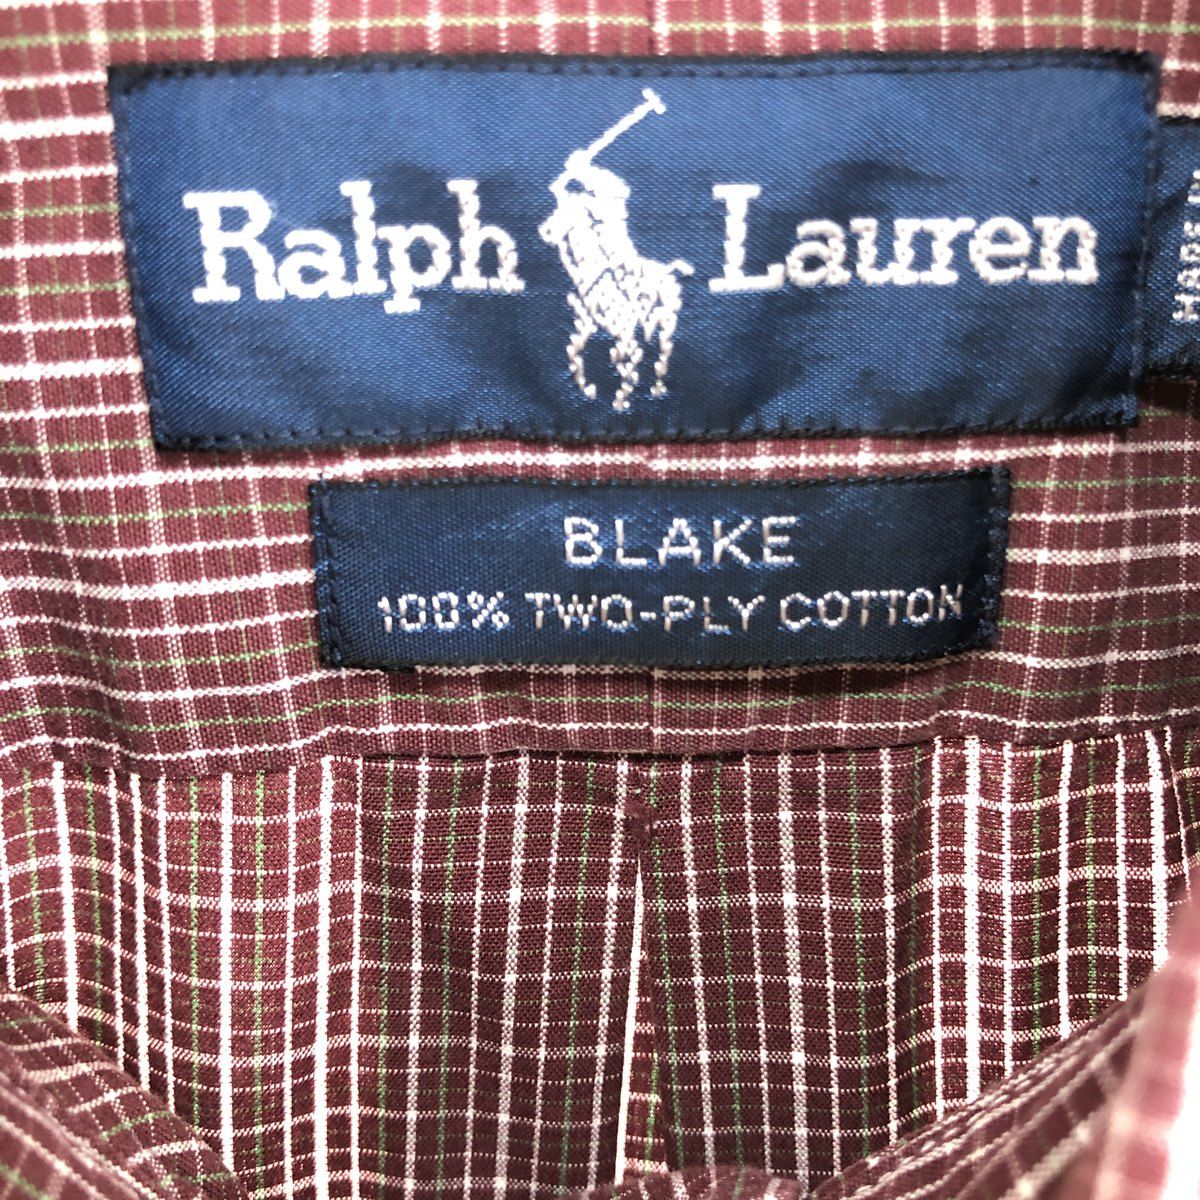 Ralph Lauren
BLAKE
100% TWO-PLY COTTON